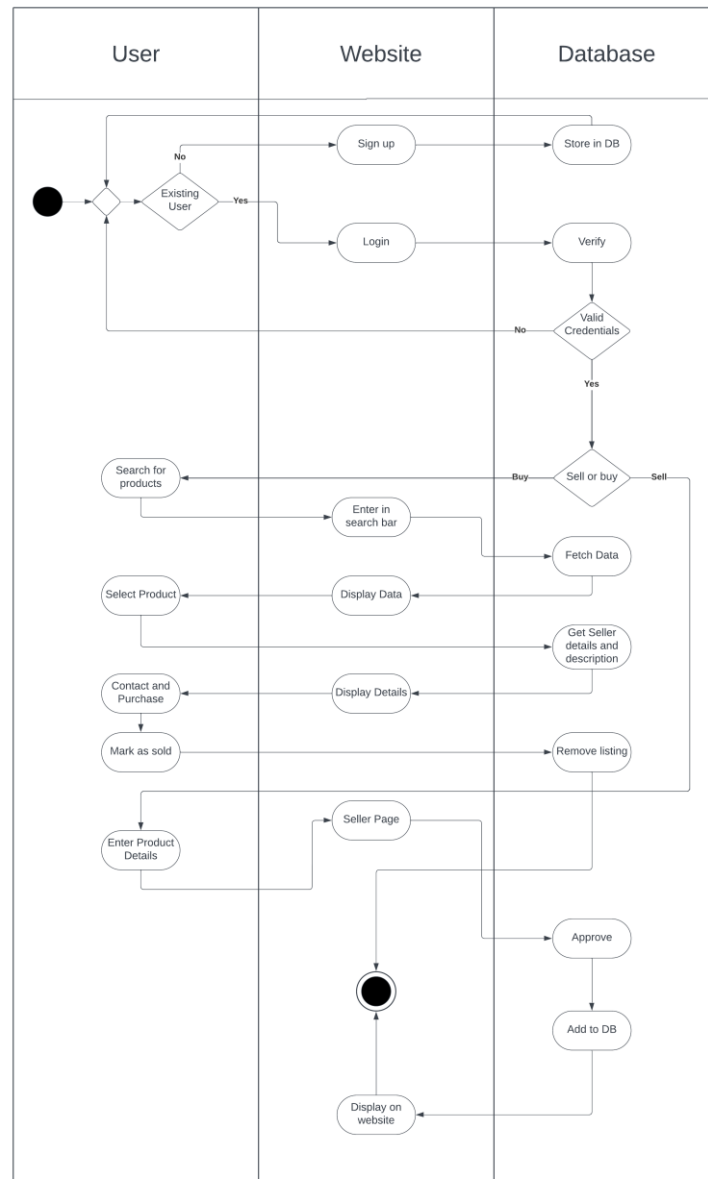 User
Website
Database
Sign up
Store in DB
No
Existing
User
Yes
Login
Verify
Valid
Credentials
No
Yes
Search for
products
Buy
Sell or buy
Sell
Enter in
search bar
Fetch Data
Select Product
Display Data
Get Seller
details and
description
Contact and
Purchase
Display Details
Mark as sold
Remove listing
Seller Page
Enter Product
Details
Approve
Add to DB
Display on
website